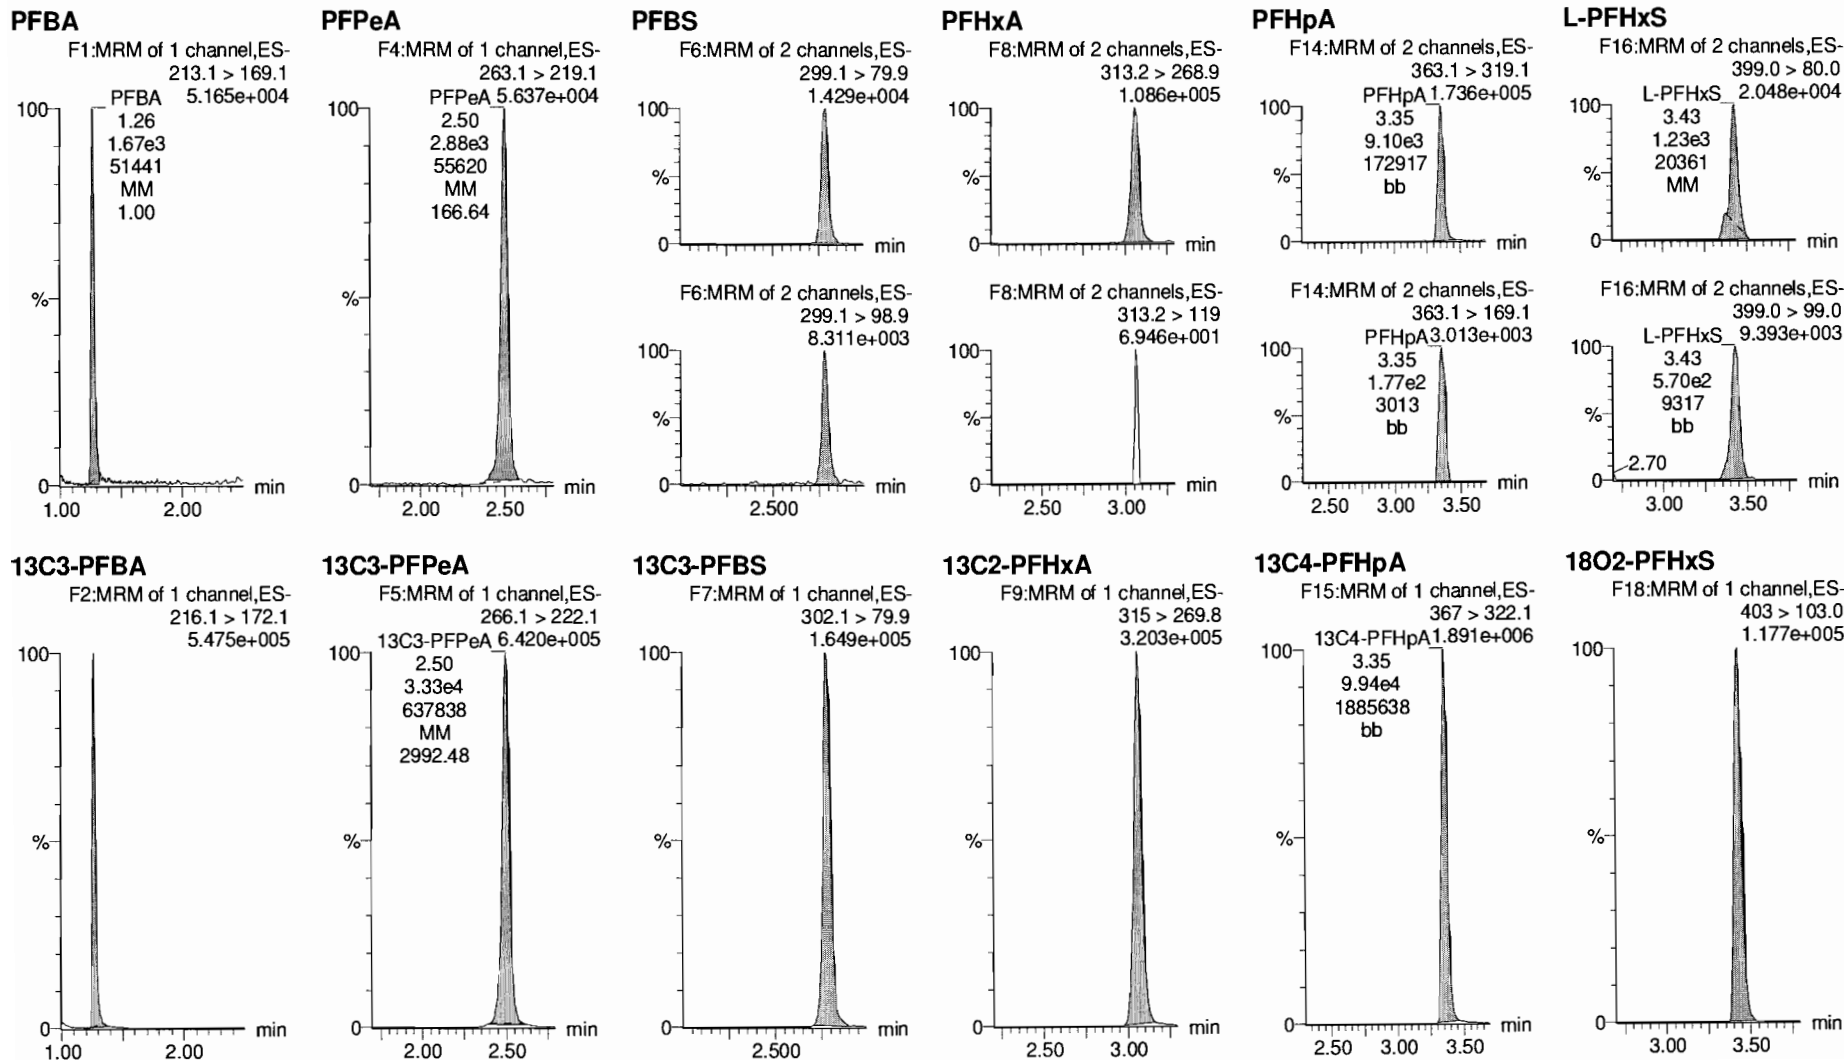 PFBA
F1:MRM of 1 channel,ES-
213.1 > 169.1
5.165e+004
PFBA
1.26
1.67e3
51441
MM
1.00
100
%
0
min
1.00
2.00
PFPeA
F4:MRM of 1 channel,ES-
263.1 > 219.1
PFPeA 5.637e+004
2.50
2.88e3
55620
MM
166.64
100
%
0
min
2.00
2.50
PFBS
F6:MRM of 2 channels,ES-
299.1 > 79.9
1.429e+004
100
%
0
min
F6:MRM of 2 channels,ES-
299.1 > 98.9
8.311e+003
100
%
0
min
2.500
PFHxA
F8:MRM of 2 channels,ES-
313.2 > 268.9
1.086e+005
100
%
0
min
F8:MRM of 2 channels,ES-
313.2 > 119
6.946e+001
100
%
0
min
2.50
3.00
PFHpA
F14:MRM of 2 channels,ES-
363.1 > 319.1
PFHpA 1.736e+005
3.35
9.10e3
172917
bb
100
%
0
min
F14:MRM of 2 channels,ES-
363.1 > 169.1
PFHpA 3.013e+003
3.35
1.77e2
3013
bb
100
%
0
min
2.50
3.00
3.50
L-PFHxS
F16:MRM of 2 channels,ES-
399.0 > 80.0
L-PFHxS 2.048e+004
3.43
1.23e3
20361
MM
100
%
0
min
F16:MRM of 2 channels,ES-
399.0 > 99.0
L-PFHxS 9.393e+003
3.43
5.70e2
9317
bb
100
%
2.70
0
min
3.00
3.50
13C3-PFBA
F2:MRM of 1 channel,ES-
216.1 > 172.1
5.475e+005
100
%
0
min
1.00
2.00
13C3-PFPeA
F5:MRM of 1 channel,ES-
266.1 > 222.1
13C3-PFPeA 6.420e+005
2.50
3.33e4
637838
MM
2992.48
100
%
0
min
2.00
2.50
13C3-PFBS
F7:MRM of 1 channel,ES-
302.1 > 79.9
1.649e+005
100
%
0
min
2.500
13C2-PFHxA
F9:MRM of 1 channel,ES-
315 > 269.8
3.203e+005
100
%
0
min
2.50
3.00
13C4-PFHpA
F15:MRM of 1 channel,ES-
367 > 322.1
13C4-PFHpA 1.891e+006
3.35
9.94e4
1885638
bb
100
%
0
min
2.50
3.00
3.50
18O2-PFHxS
F18:MRM of 1 channel,ES-
403 > 103.0
1.177e+005
100
%
0
min
3.00
3.50